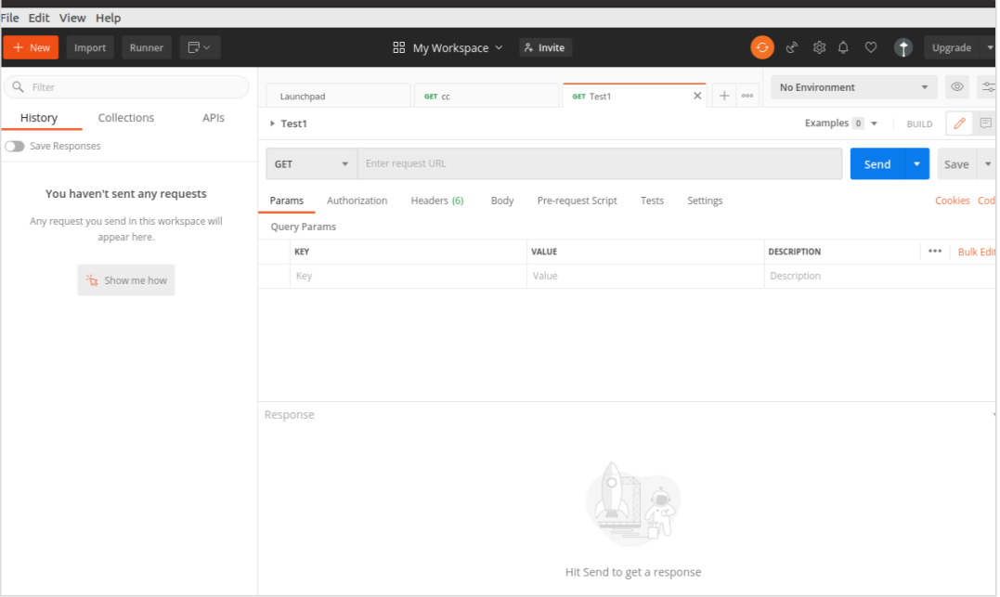 File Edit View Help
+ New Import Runner My Workspace Invite Upgrade
Filter
Launchpad GET cc GET Test1 No Environment
History Collections APIs
Test1 Examples 0 BUILD
Save Responses
GET Enter request URL Send Save
You haven't sent any requests
Any request you send in this workspace will
appear here.
Show me how
Params Authorization Headers (6) Body Pre-request Script Tests Settings Cookies Cod
Query Params
KEY VALUE DESCRIPTION Bulk Edit
Key Value Description
Response
Hit Send to get a response